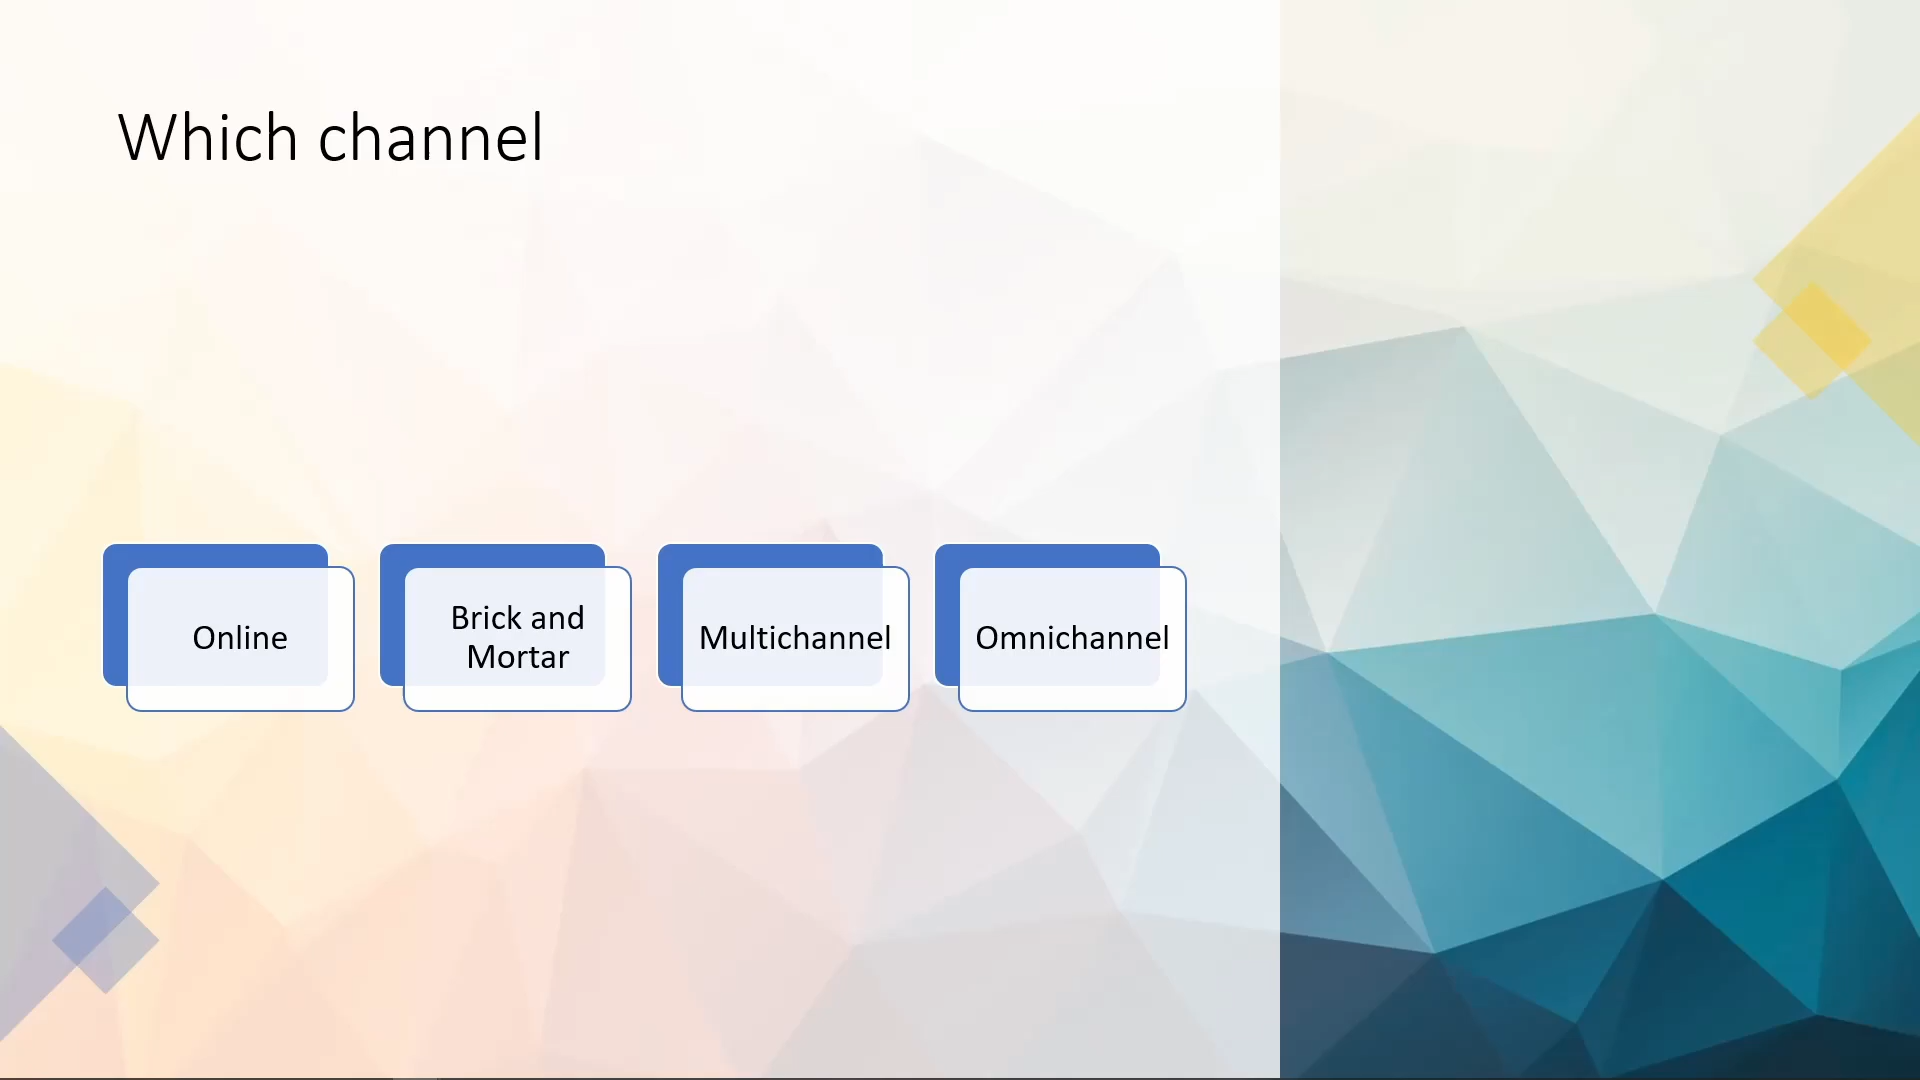 Which channel
Online
Brick and
Mortar
Multichannel
Omnichannel